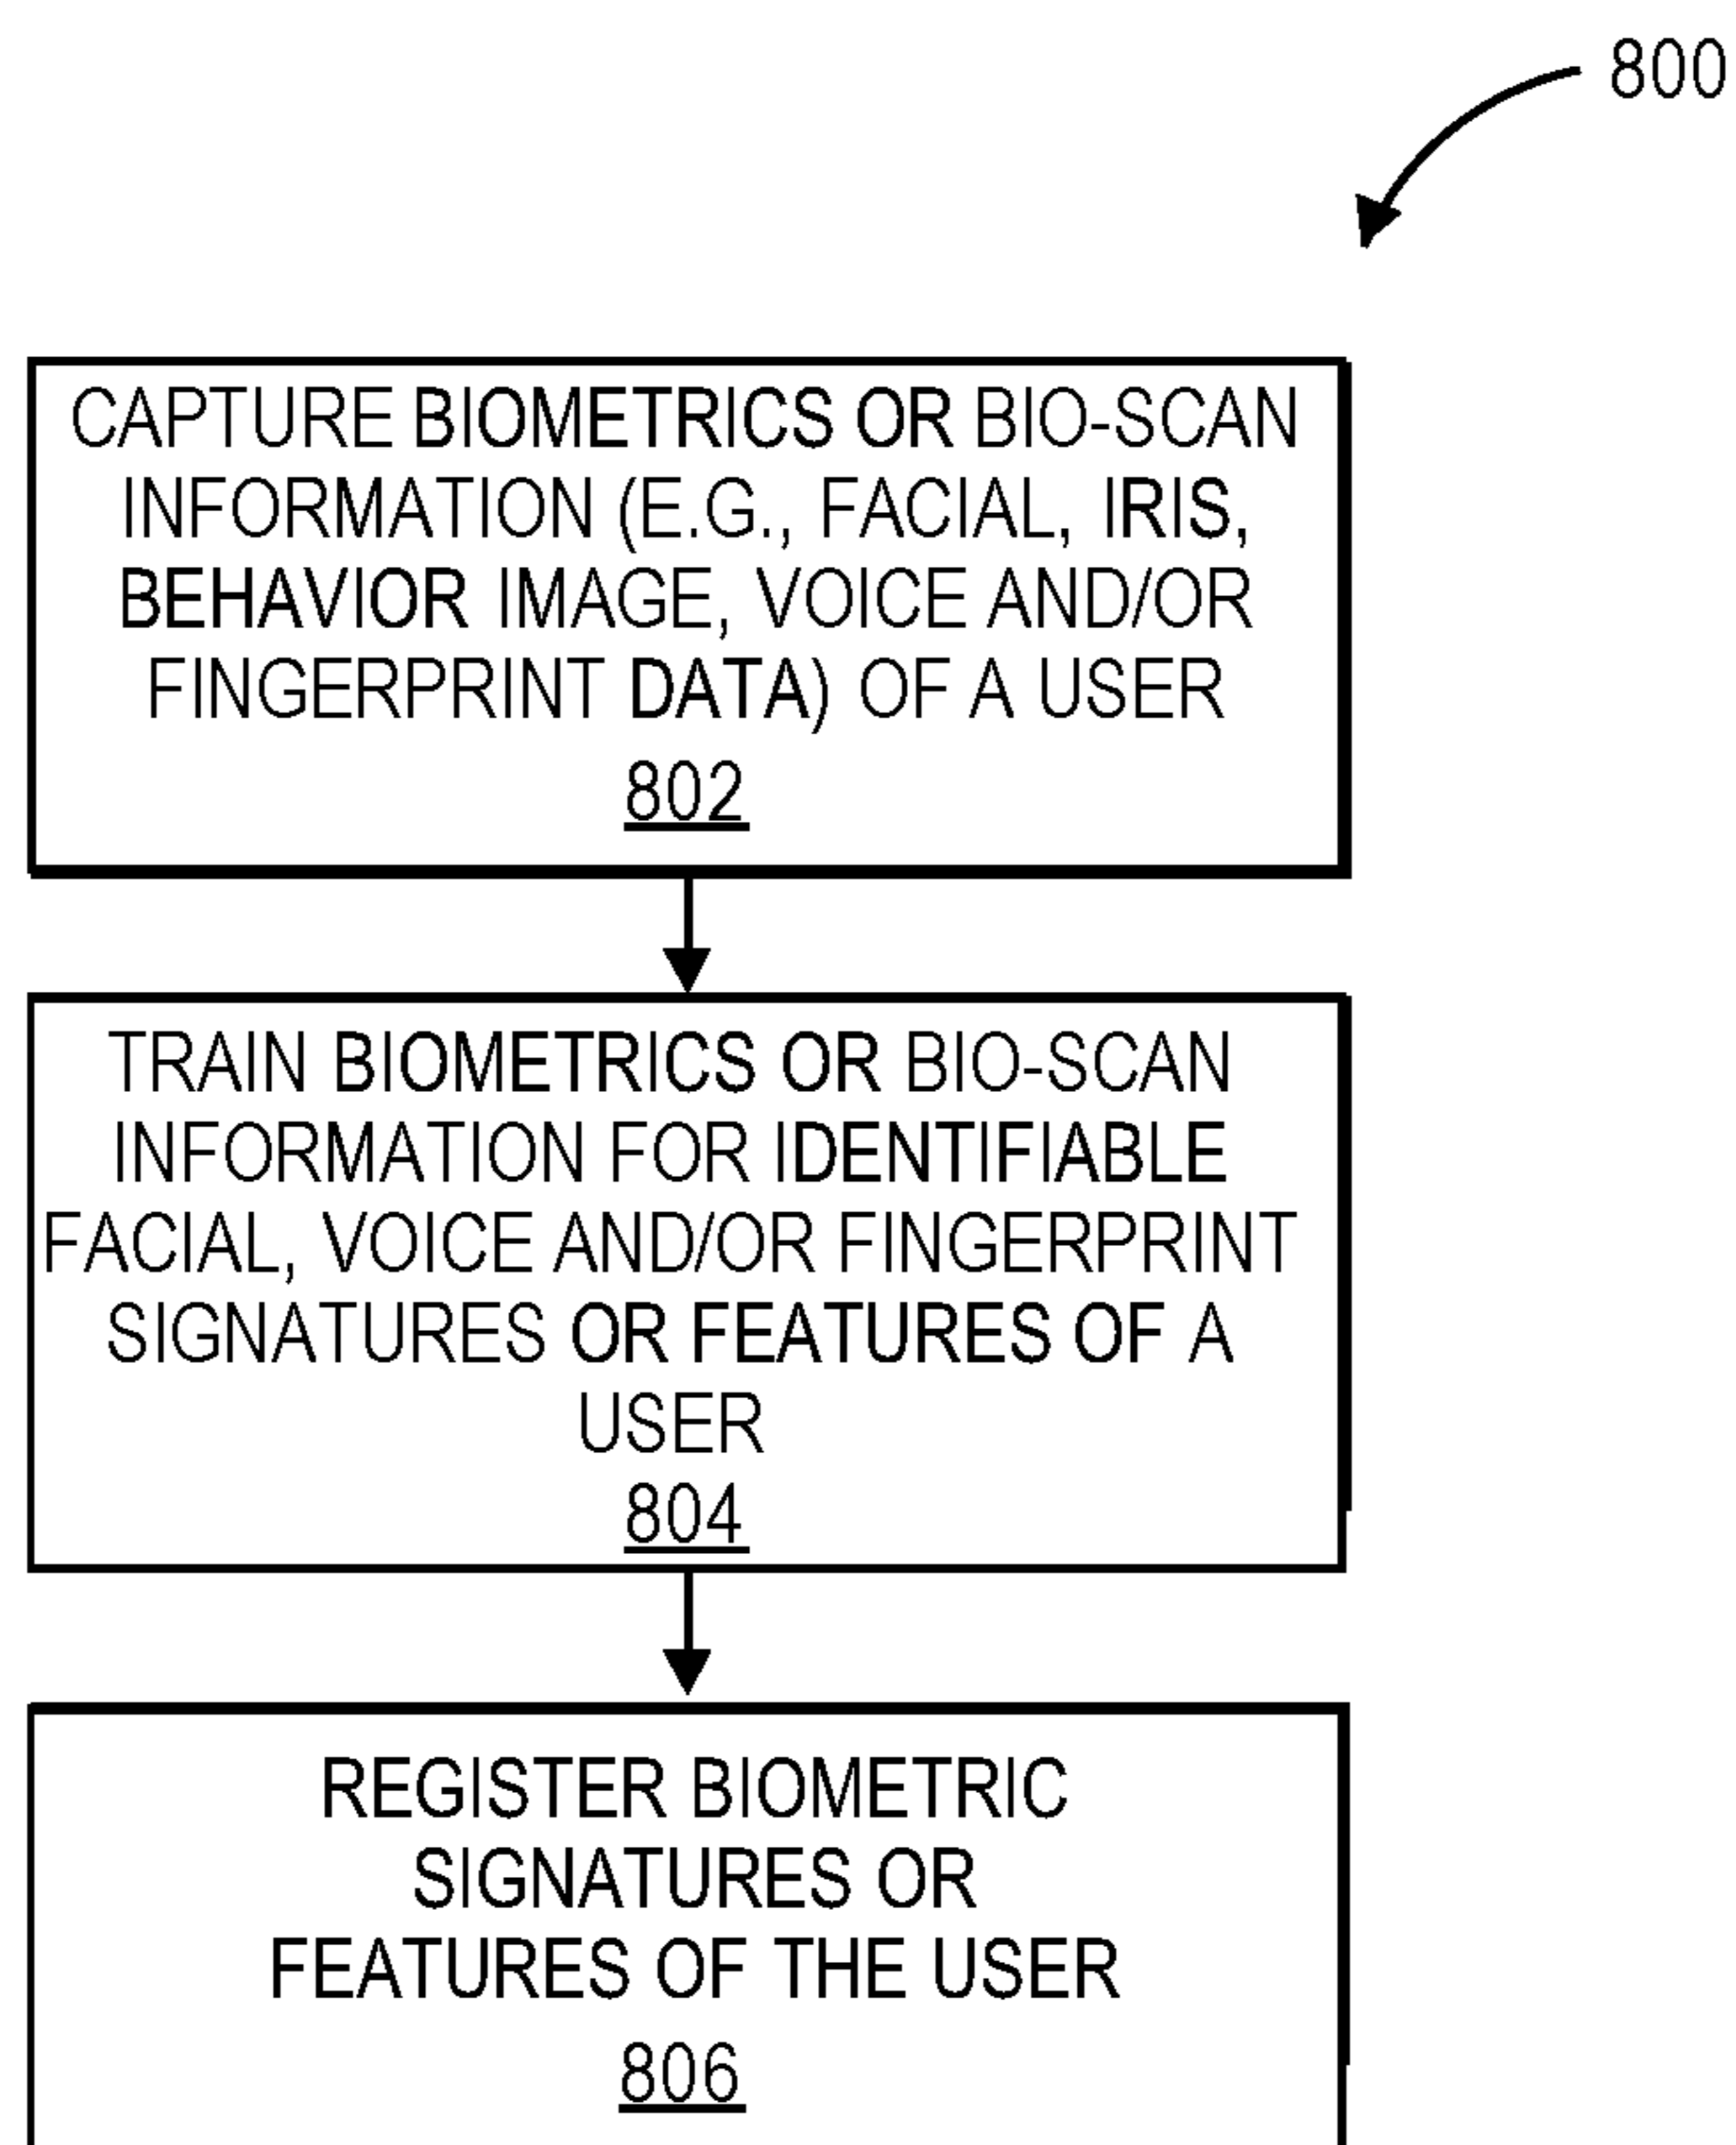 800
CAPTURE BIOMETRICS OR BIO-SCAN
INFORMATION (E.G., FACIAL, IRIS,
BEHAVIOR IMAGE, VOICE AND/OR
FINGERPRINT DATA) OF A USER
802
TRAIN BIOMETRICS OR BIO-SCAN
INFORMATION FOR IDENTIFIABLE
FACIAL, VOICE AND/OR FINGERPRINT
SIGNATURES OR FEATURES OF A
USER
804
REGISTER BIOMETRIC
SIGNATURES OR
FEATURES OF THE USER
806